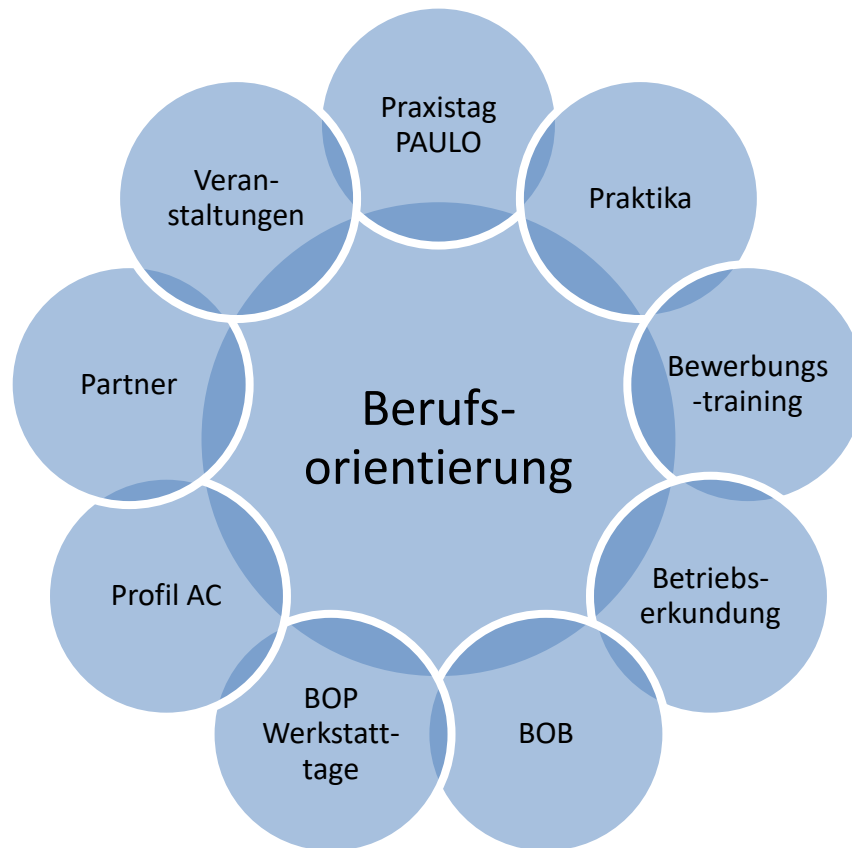 Praxistag
PAULO
Praktika
Bewerbungs
-training
Betriebs-
erkundung
BOB
BOP
Werkstatt-
tage
Profil AC
Partner
Veran-
staltungen
Berufs-
orientierung